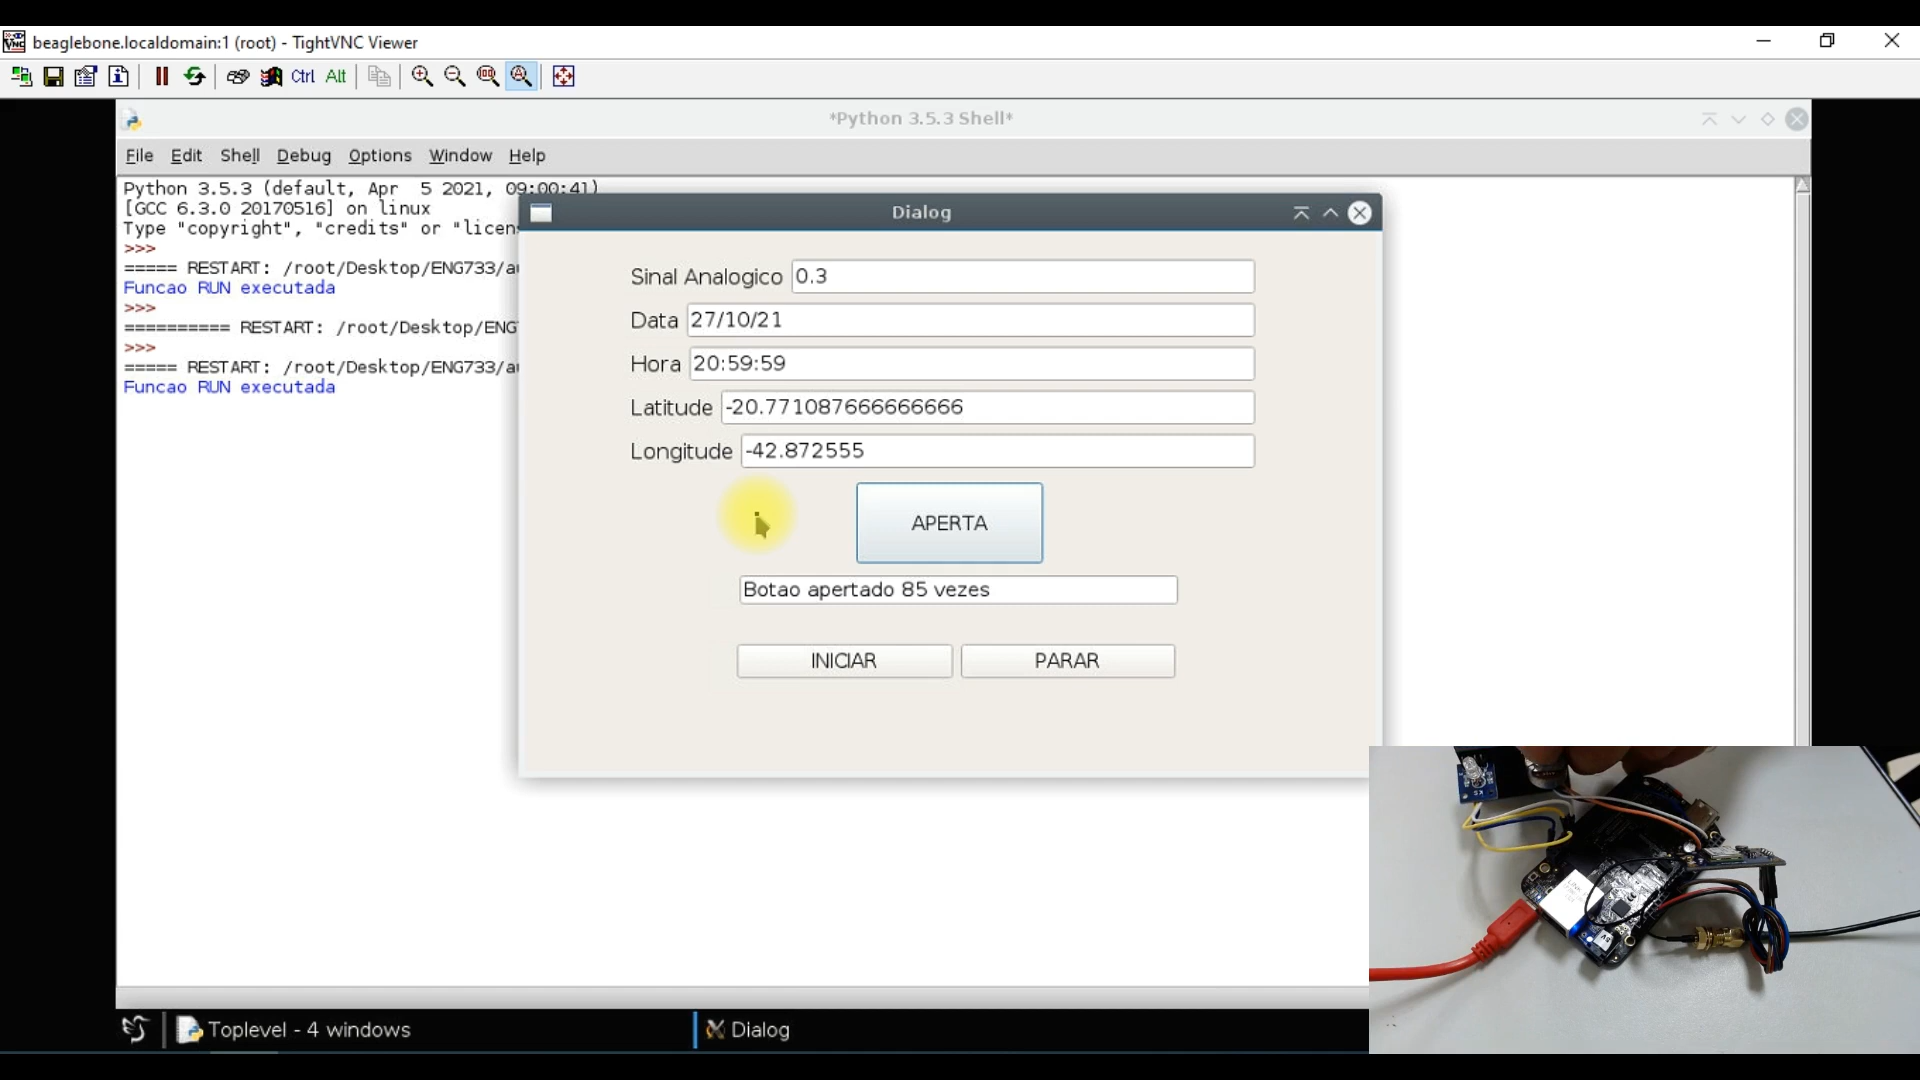 beaglebone.localdomain:1 (root) - TightVNC Viewer
Ctrl Alt
*Python 3.5.3 Shell*
File Edit Shell Debug Options Window Help
Python 3.5.3 (default, Apr  5 2021, 09:00:41)
[GCC 6.3.0 20170516] on linux
Type "copyright", "credits" or "licen
>>>
===== RESTART: /root/Desktop/ENG733/a
Funcao RUN executada
>>>
========== RESTART: /root/Desktop/ENG
>>>
===== RESTART: /root/Desktop/ENG733/a
Funcao RUN executada
Dialog
Sinal Analogico 0.3
Data 27/10/21
Hora 20:59:59
Latitude -20.771087666666666
Longitude -42.872555
APERTA
Botao apertado 85 vezes
INICIAR PARAR
Toplevel - 4 windows
Dialog